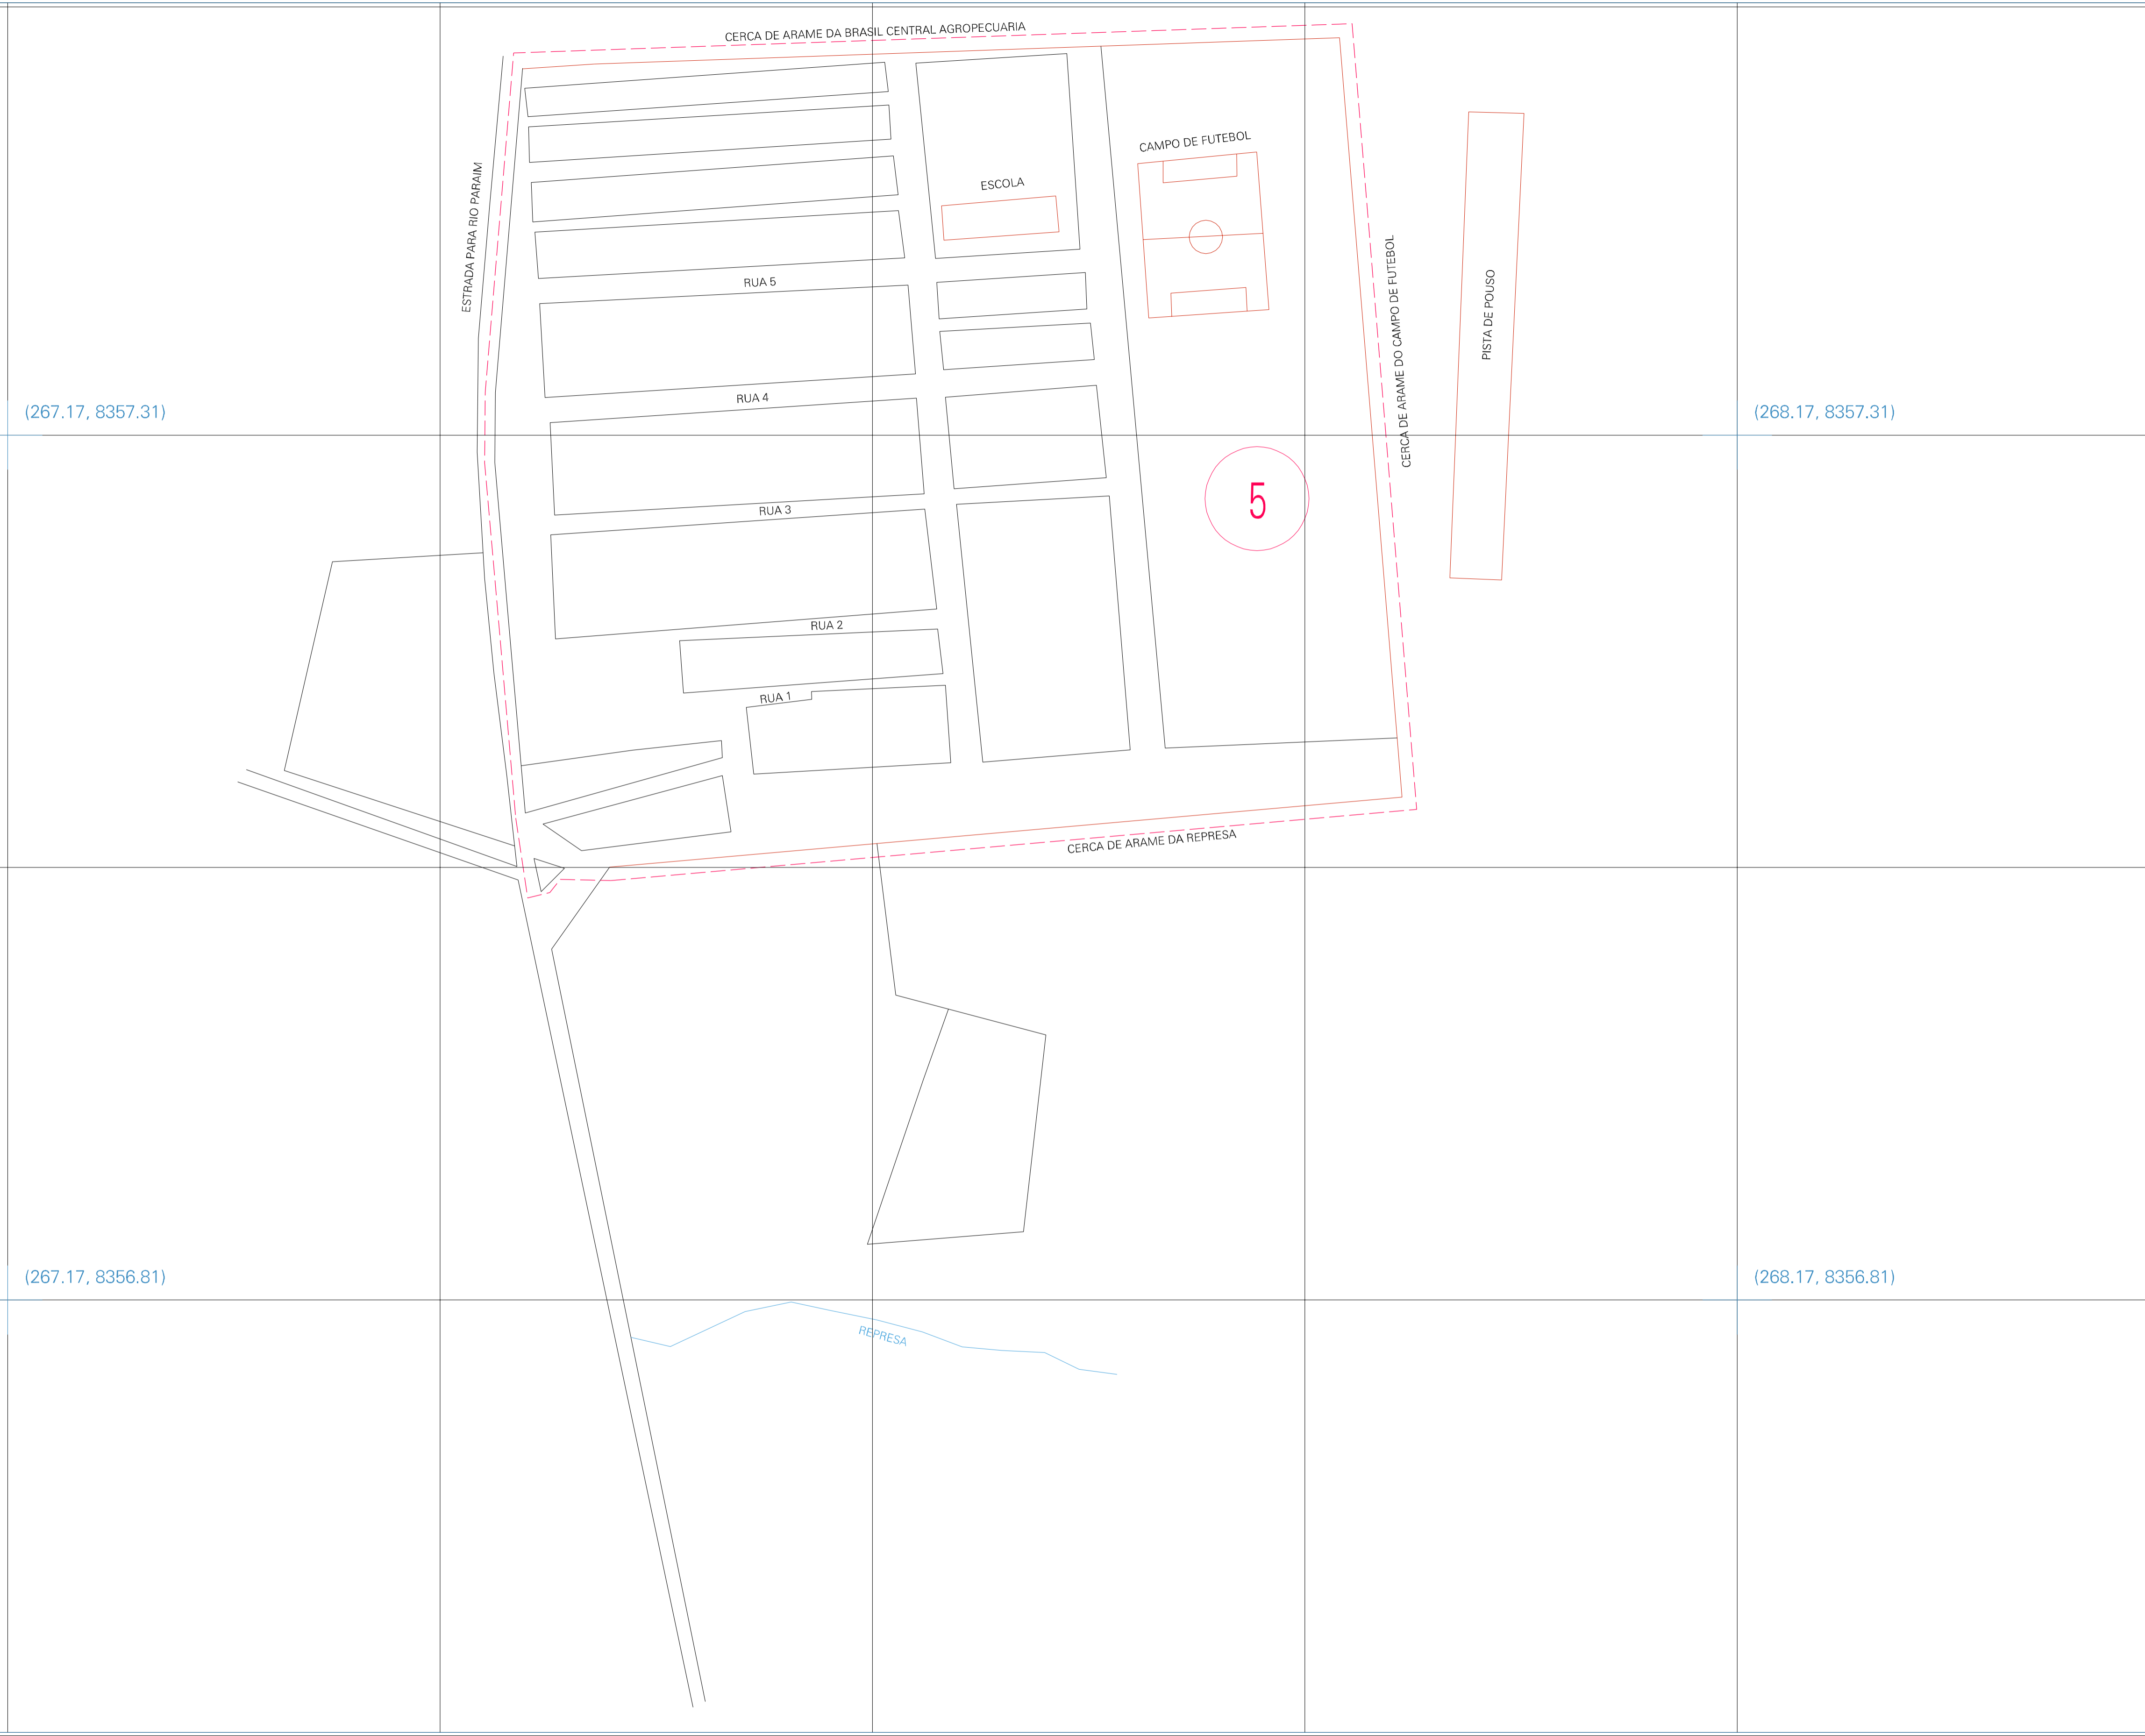 CERCA DE ARAME DA BRASIL CENTRAL AGROPECUARIA
CAMPO DE FUTEBOL
ESTRADA PARA RIO PARAIM
ESCOLA
RUA 5
CERCA DE ARAME DO CAMPO DE FUTEBOL
PISTA DE POUSO
RUA 4
(267.17, 8357.31)
(268.17, 8357.31)
5
RUA 3
RUA 2
RUA 1
CERCA DE ARAME DA REPRESA
(267.17, 8356.81)
(268.17, 8356.81)
REPRESA